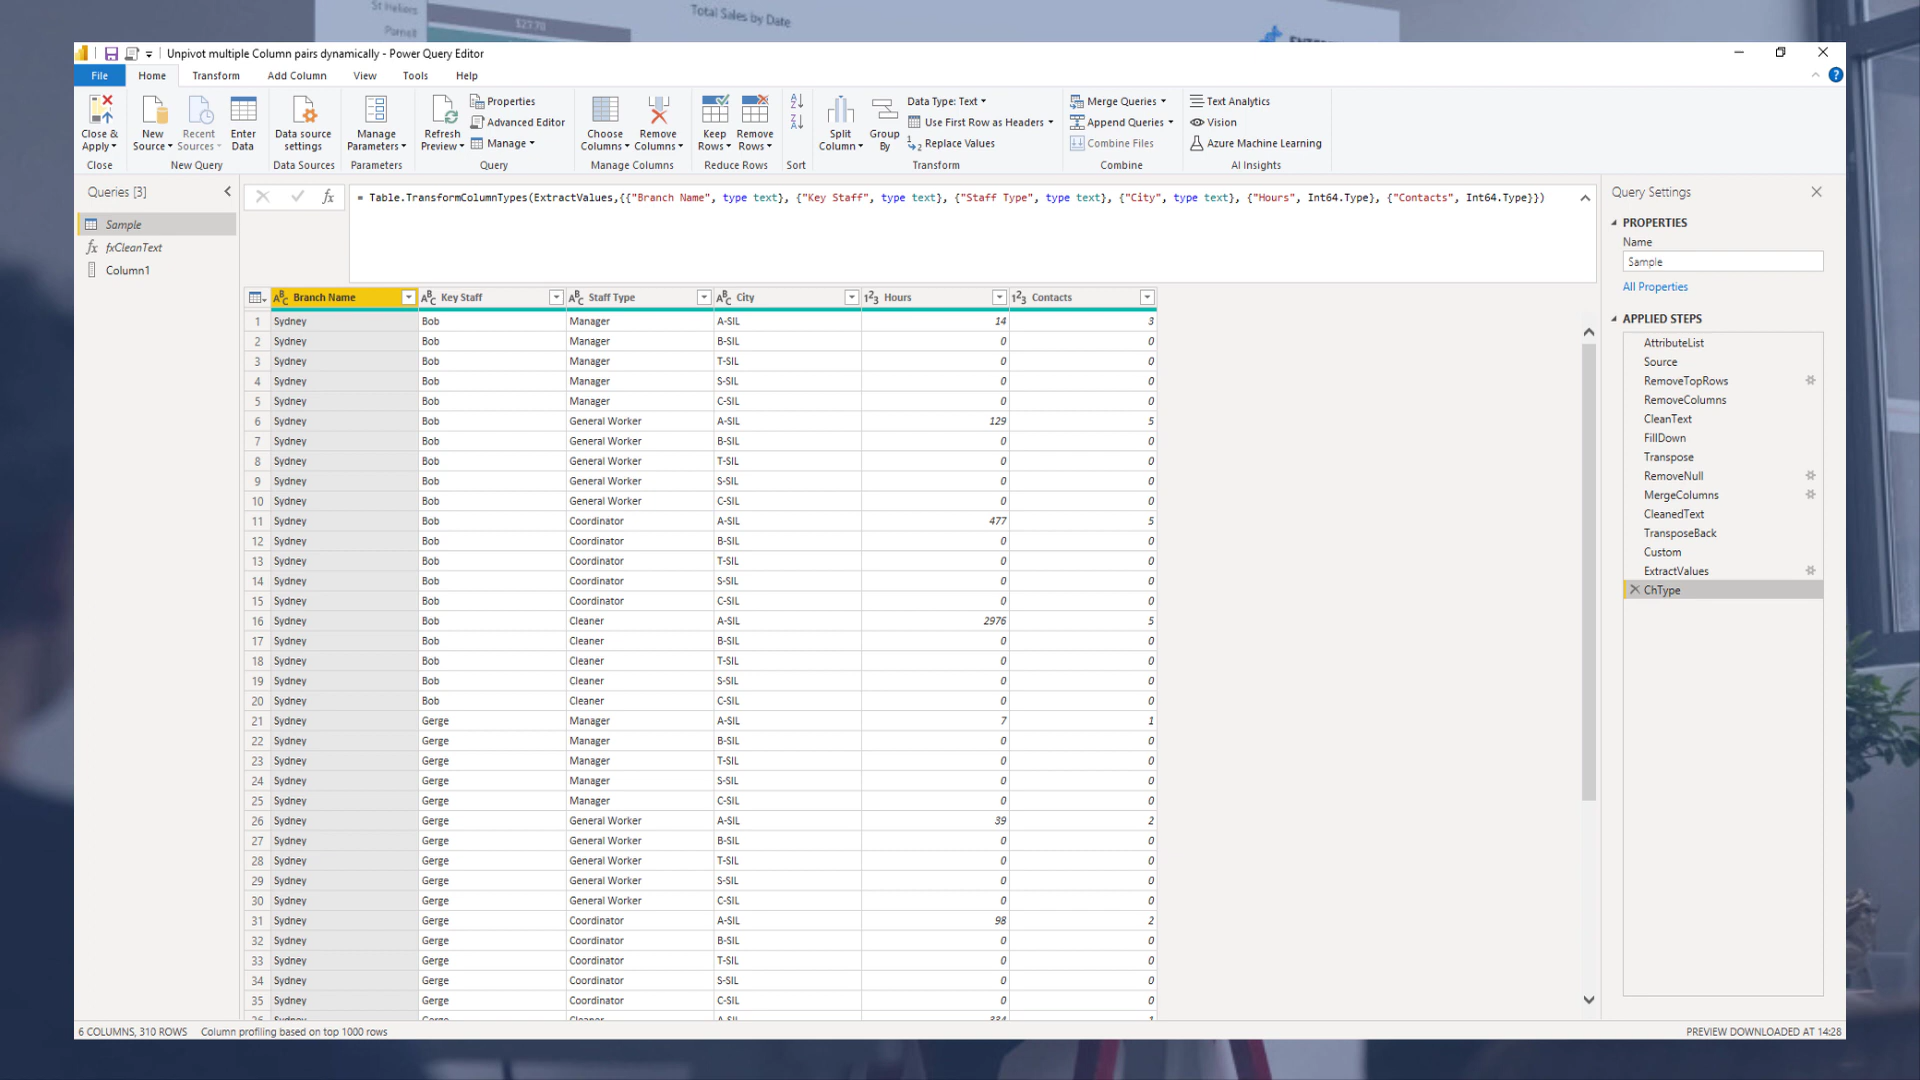 St Heliers
$27.70
Total Sales by Date
Parnell
Unpivot multiple Column pairs dynamically - Power Query Editor
File Home Transform Add Column View Tools Help
Close & Apply
New Source
Recent Sources
Enter Data
Data source settings
Manage Parameters
Refresh Preview
Properties
Advanced Editor
Manage
Choose Columns
Remove Columns
Keep Rows
Remove Rows
Split Column
Group By
Data Type: Text
Use First Row as Headers
Replace Values
Merge Queries
Append Queries
Combine Files
Text Analytics
Vision
Azure Machine Learning
Close New Query Data Sources Parameters Query Manage Columns Reduce Rows Sort Transform Combine AI Insights
Queries [3]
Sample
fx fxCleanText
Column1
fx = Table.TransformColumnTypes(ExtractValues,{{"Branch Name", type text}, {"Key Staff", type text}, {"Staff Type", type text}, {"City", type text}, {"Hours", Int64.Type}, {"Contacts", Int64.Type}})
Branch Name Key Staff Staff Type City Hours Contacts
1 Sydney Bob Manager A-SIL 14 3
2 Sydney Bob Manager B-SIL 0 0
3 Sydney Bob Manager T-SIL 0 0
4 Sydney Bob Manager S-SIL 0 0
5 Sydney Bob Manager C-SIL 0 0
6 Sydney Bob General Worker A-SIL 129 5
7 Sydney Bob General Worker B-SIL 0 0
8 Sydney Bob General Worker T-SIL 0 0
9 Sydney Bob General Worker S-SIL 0 0
10 Sydney Bob General Worker C-SIL 0 0
11 Sydney Bob Coordinator A-SIL 477 5
12 Sydney Bob Coordinator B-SIL 0 0
13 Sydney Bob Coordinator T-SIL 0 0
14 Sydney Bob Coordinator S-SIL 0 0
15 Sydney Bob Coordinator C-SIL 0 0
16 Sydney Bob Cleaner A-SIL 2976 5
17 Sydney Bob Cleaner B-SIL 0 0
18 Sydney Bob Cleaner T-SIL 0 0
19 Sydney Bob Cleaner S-SIL 0 0
20 Sydney Bob Cleaner C-SIL 0 0
21 Sydney Gerge Manager A-SIL 7 1
22 Sydney Gerge Manager B-SIL 0 0
23 Sydney Gerge Manager T-SIL 0 0
24 Sydney Gerge Manager S-SIL 0 0
25 Sydney Gerge Manager C-SIL 0 0
26 Sydney Gerge General Worker A-SIL 39 2
27 Sydney Gerge General Worker B-SIL 0 0
28 Sydney Gerge General Worker T-SIL 0 0
29 Sydney Gerge General Worker S-SIL 0 0
30 Sydney Gerge General Worker C-SIL 0 0
31 Sydney Gerge Coordinator A-SIL 98 2
32 Sydney Gerge Coordinator B-SIL 0 0
33 Sydney Gerge Coordinator T-SIL 0 0
34 Sydney Gerge Coordinator S-SIL 0 0
35 Sydney Gerge Coordinator C-SIL 0 0
Query Settings
PROPERTIES
Name
Sample
All Properties
APPLIED STEPS
AttributeList
Source
RemoveTopRows
RemoveColumns
CleanText
FillDown
Transpose
RemoveNull
MergeColumns
CleanedText
TransposeBack
Custom
ExtractValues
ChType
6 COLUMNS, 310 ROWS Column profiling based on top 1000 rows
PREVIEW DOWNLOADED AT 14:28